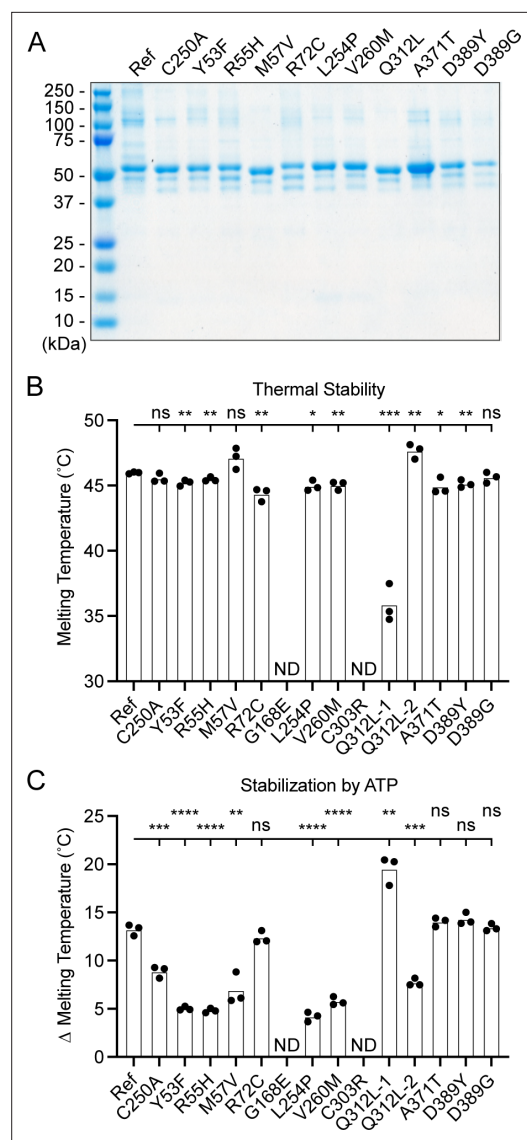 A
Ref C250A Y53F R55H M57V R72C L254P V260M Q312L A371T D389Y D389G
250 -
150 -
100 -
75 -
50 -
37 -
25 -
20 -
15 -
10 -
(kDa)
B
Thermal Stability
ns ** ** ns ** * ** *** ** * ** ns
Melting Temperature (˚C)
50
45
40
35
30
ND ND
Ref C250A Y53F R55H M57V R72C G168E L254P V260M C303R Q312L-1 Q312L-2 A371T D389Y D389G
C
Stabilization by ATP
*** **** **** ** ns **** **** ** *** ns ns ns
Δ Melting Temperature (˚C)
25
20
15
10
5
0
ND ND
Ref C250A Y53F R55H M57V R72C G168E L254P V260M C303R Q312L-1 Q312L-2 A371T D389Y D389G